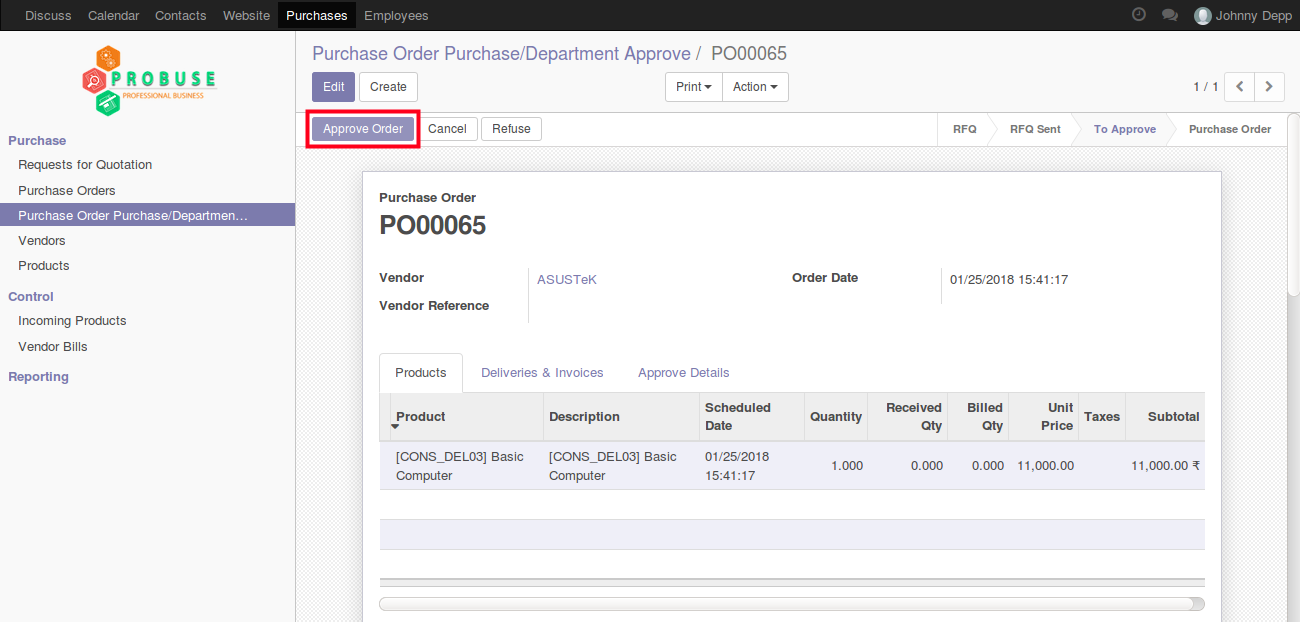 Discuss Calendar Contacts Website Purchases Employees Johnny Depp
PROBUSE
PROFESSIONAL BUSINESS
Purchase
Requests for Quotation
Purchase Orders
Purchase Order Purchase/Departmen...
Vendors
Products
Control
Incoming Products
Vendor Bills
Reporting
Purchase Order Purchase/Department Approve / PO00065
Edit Create Print Action 1 / 1
Approve Order Cancel Refuse RFQ RFQ Sent To Approve Purchase Order
Purchase Order
PO00065
Vendor ASUSTeK Order Date 01/25/2018 15:41:17
Vendor Reference
Products Deliveries & Invoices Approve Details
Product Description Scheduled Date Quantity Received Qty Billed Qty Unit Price Taxes Subtotal
[CONS_DEL03] Basic Computer [CONS_DEL03] Basic Computer 01/25/2018 15:41:17 1.000 0.000 0.000 11,000.00 11,000.00 ₹